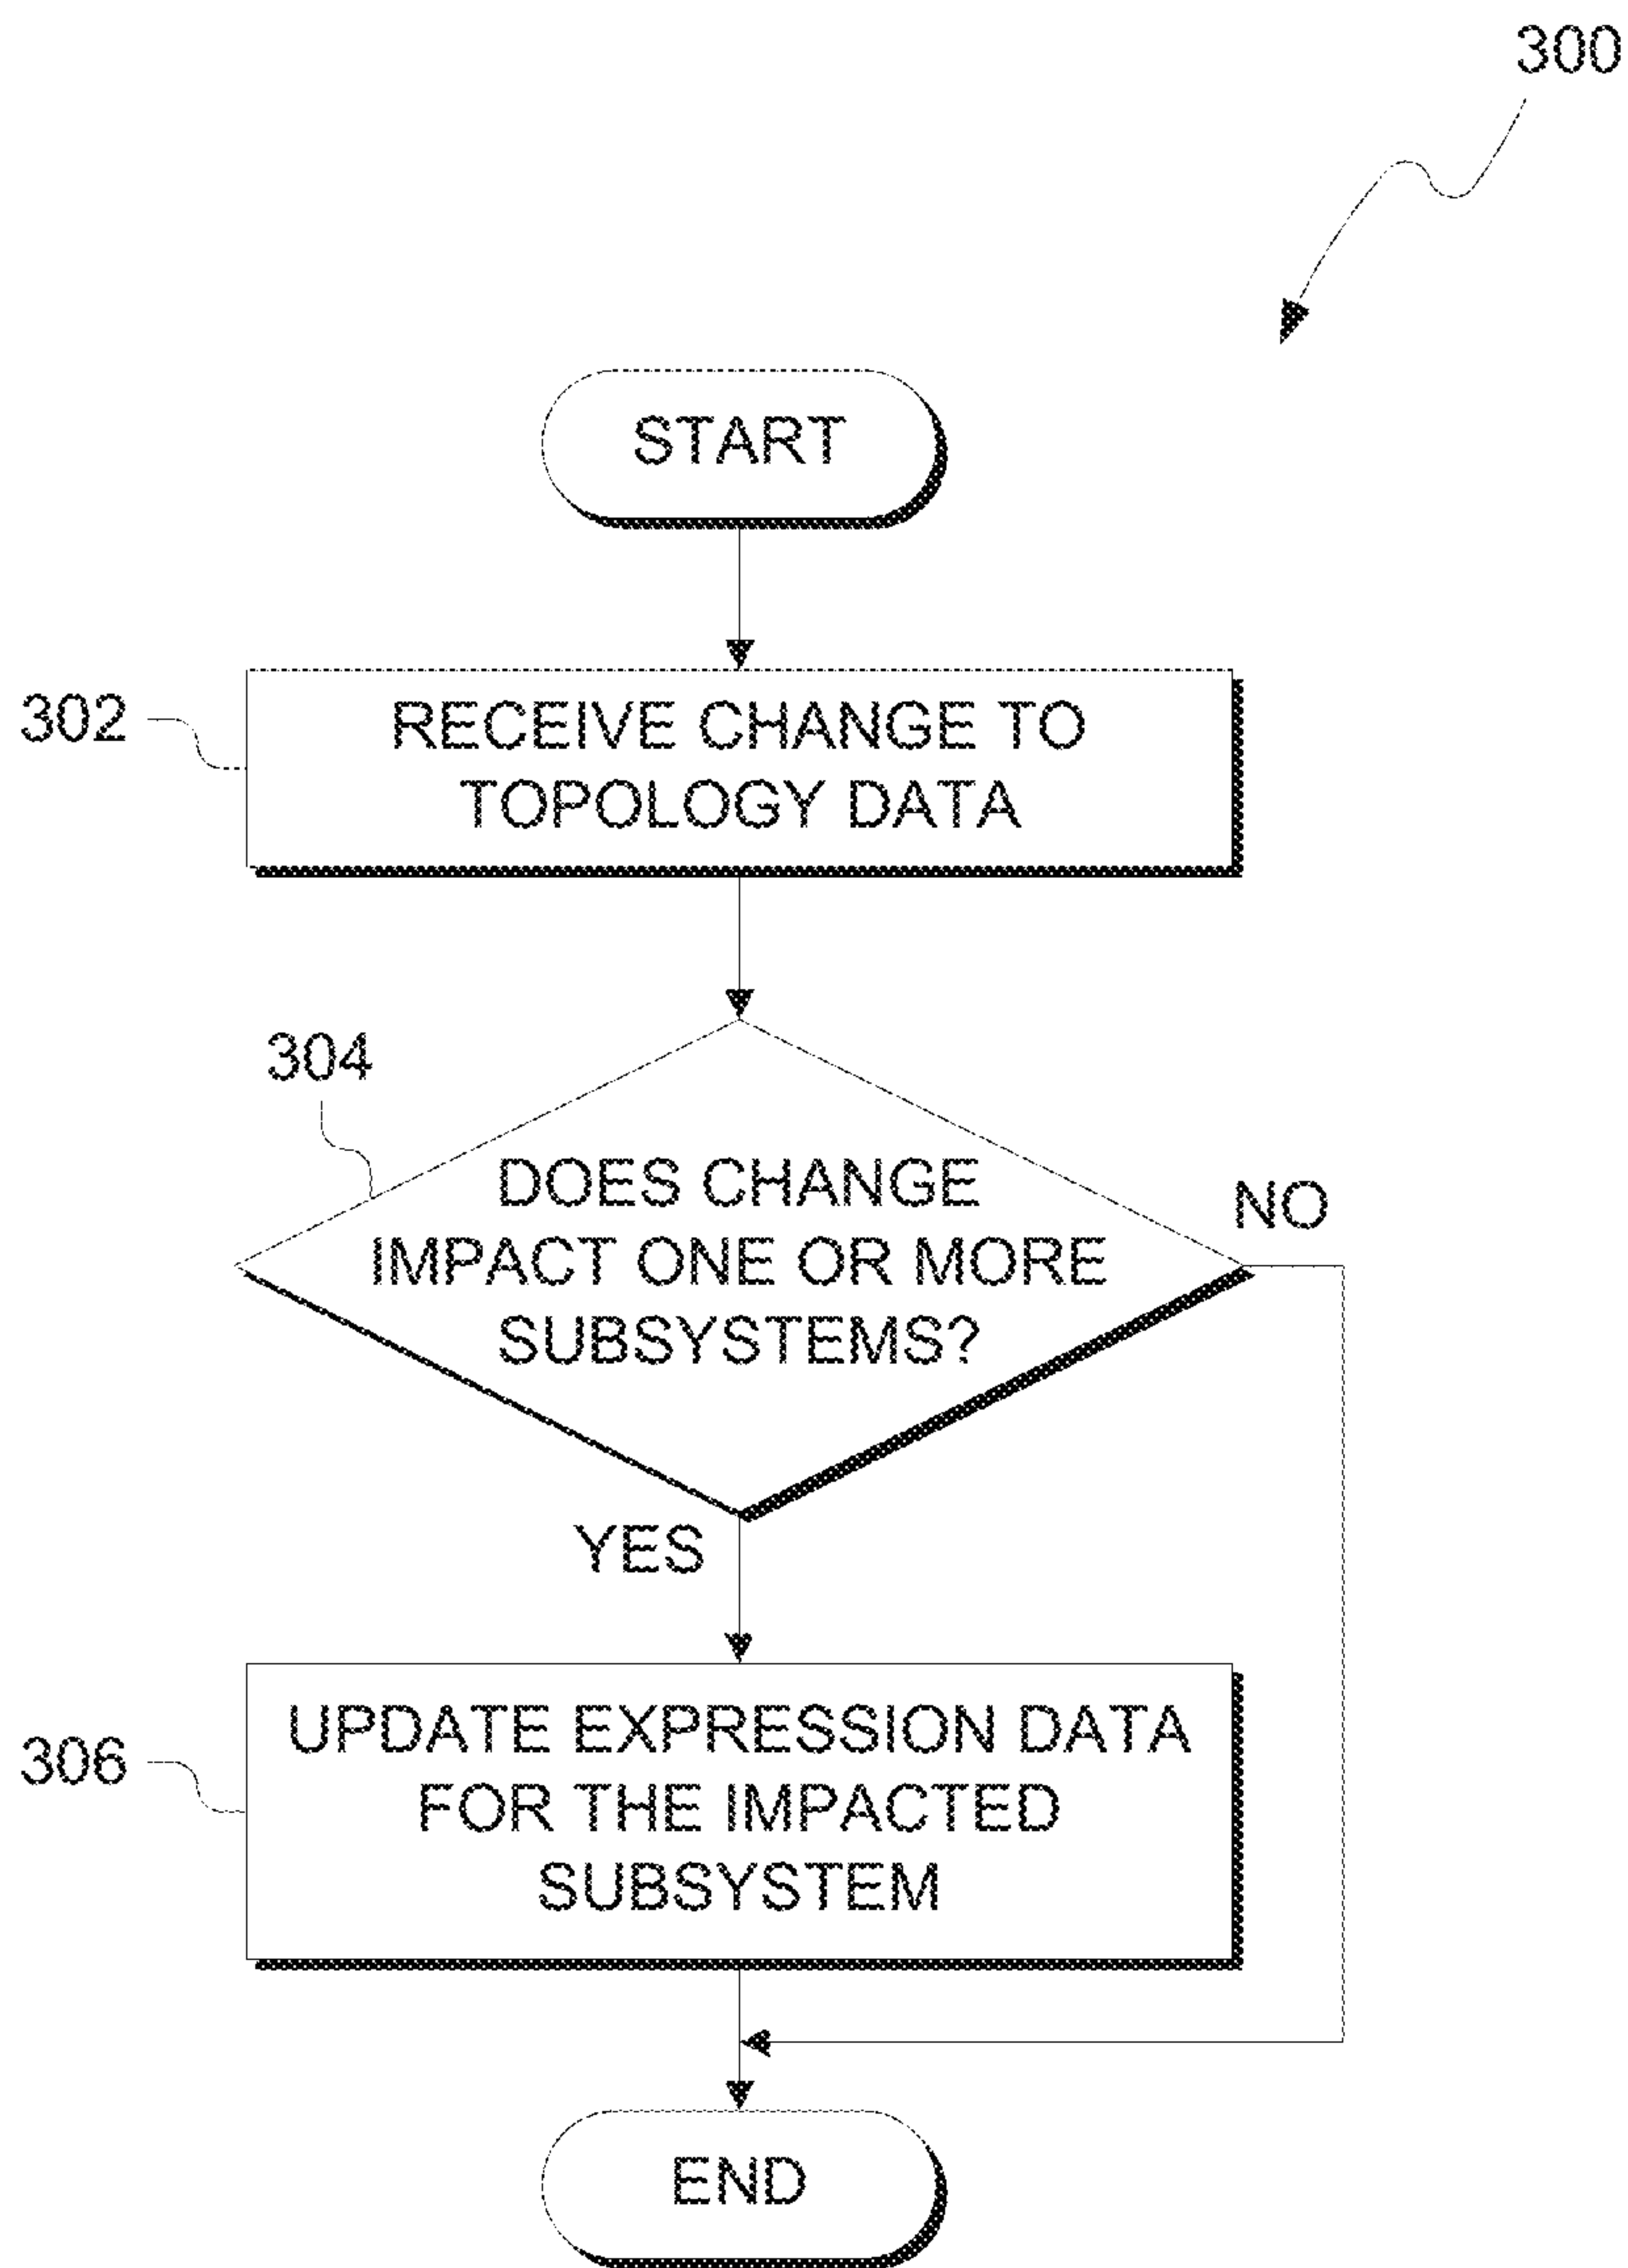 300
START
302
RECEIVE CHANGE TO
TOPOLOGY DATA
304
DOES CHANGE
IMPACT ONE OR MORE
SUBSYSTEMS?
NO
YES
306
UPDATE EXPRESSION DATA
FOR THE IMPACTED
SUBSYSTEM
END